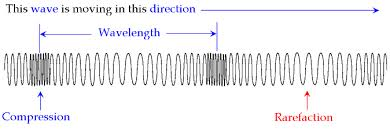 This wave is moving in this direction
Wavelength
Compression
Rarefaction